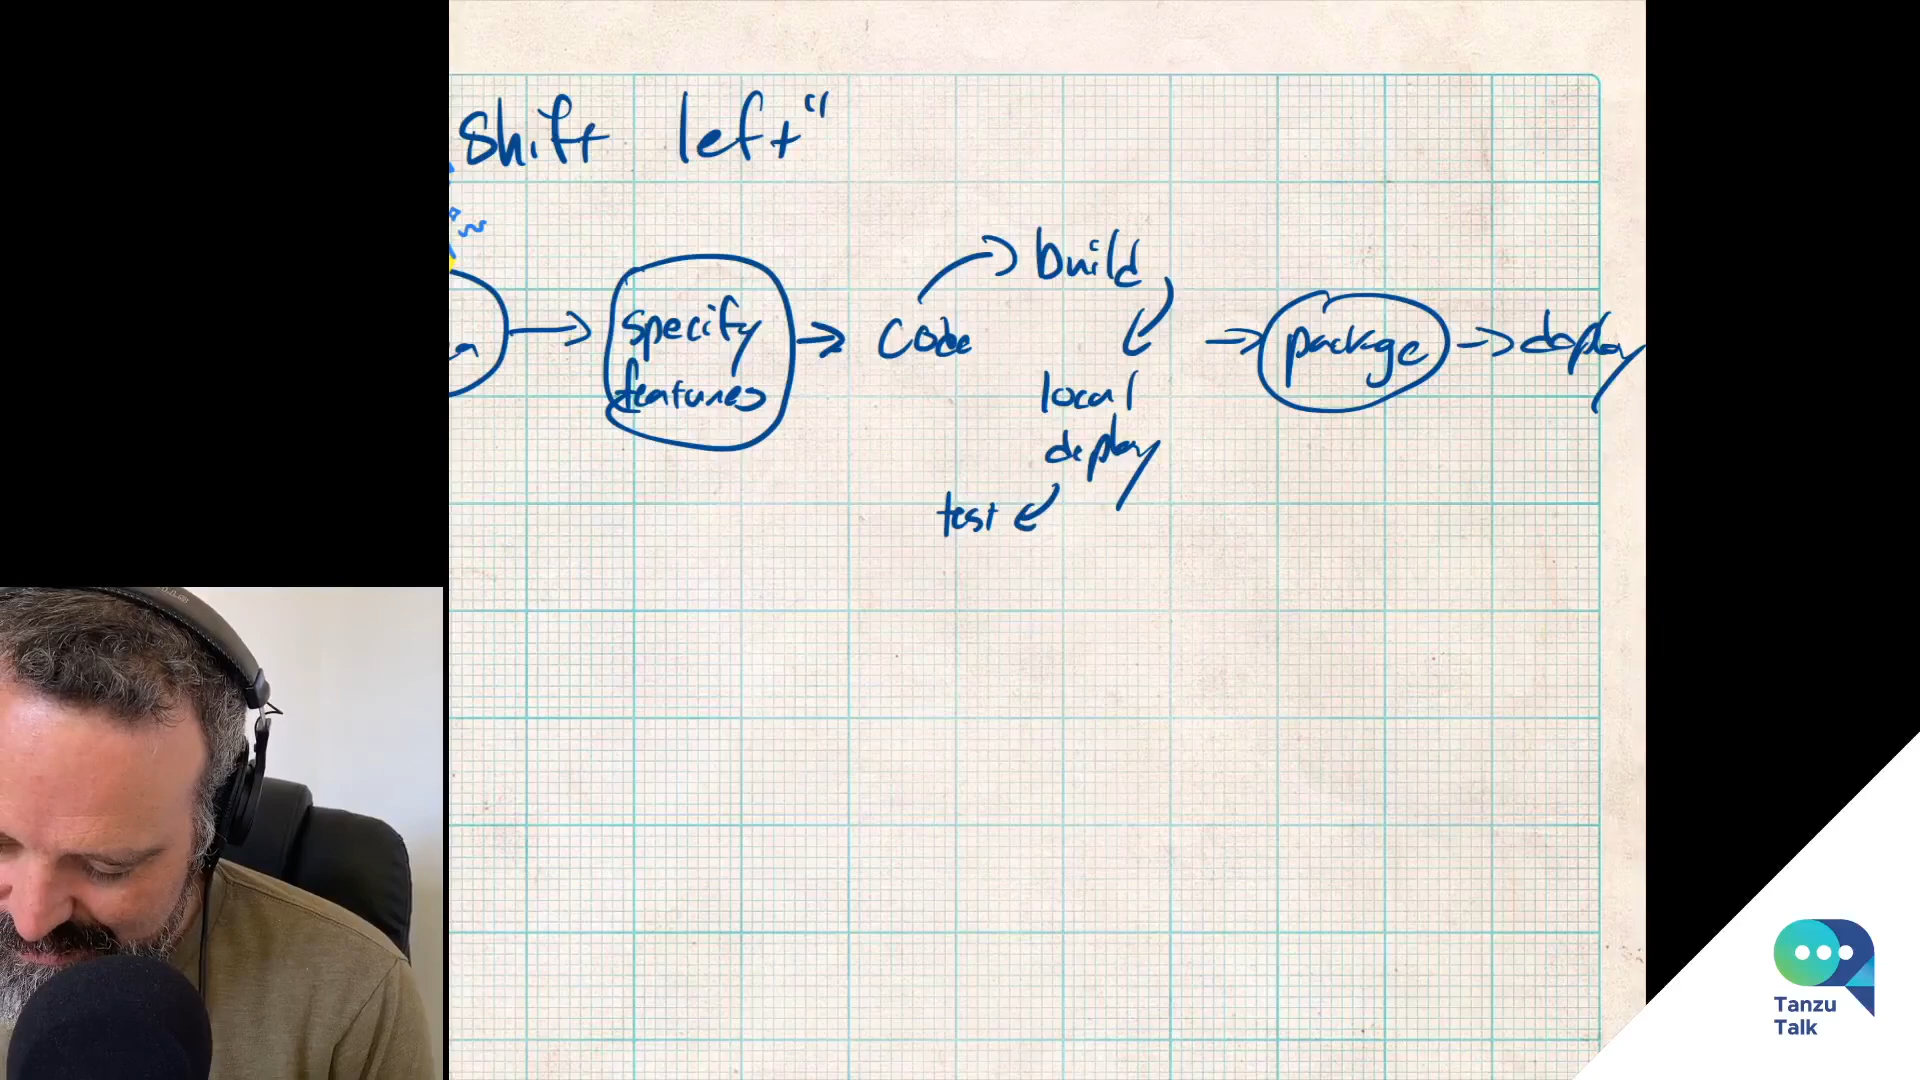 shift left"
a
specify
features
code
build
local
deploy
test
package
deploy
Tanzu
Talk